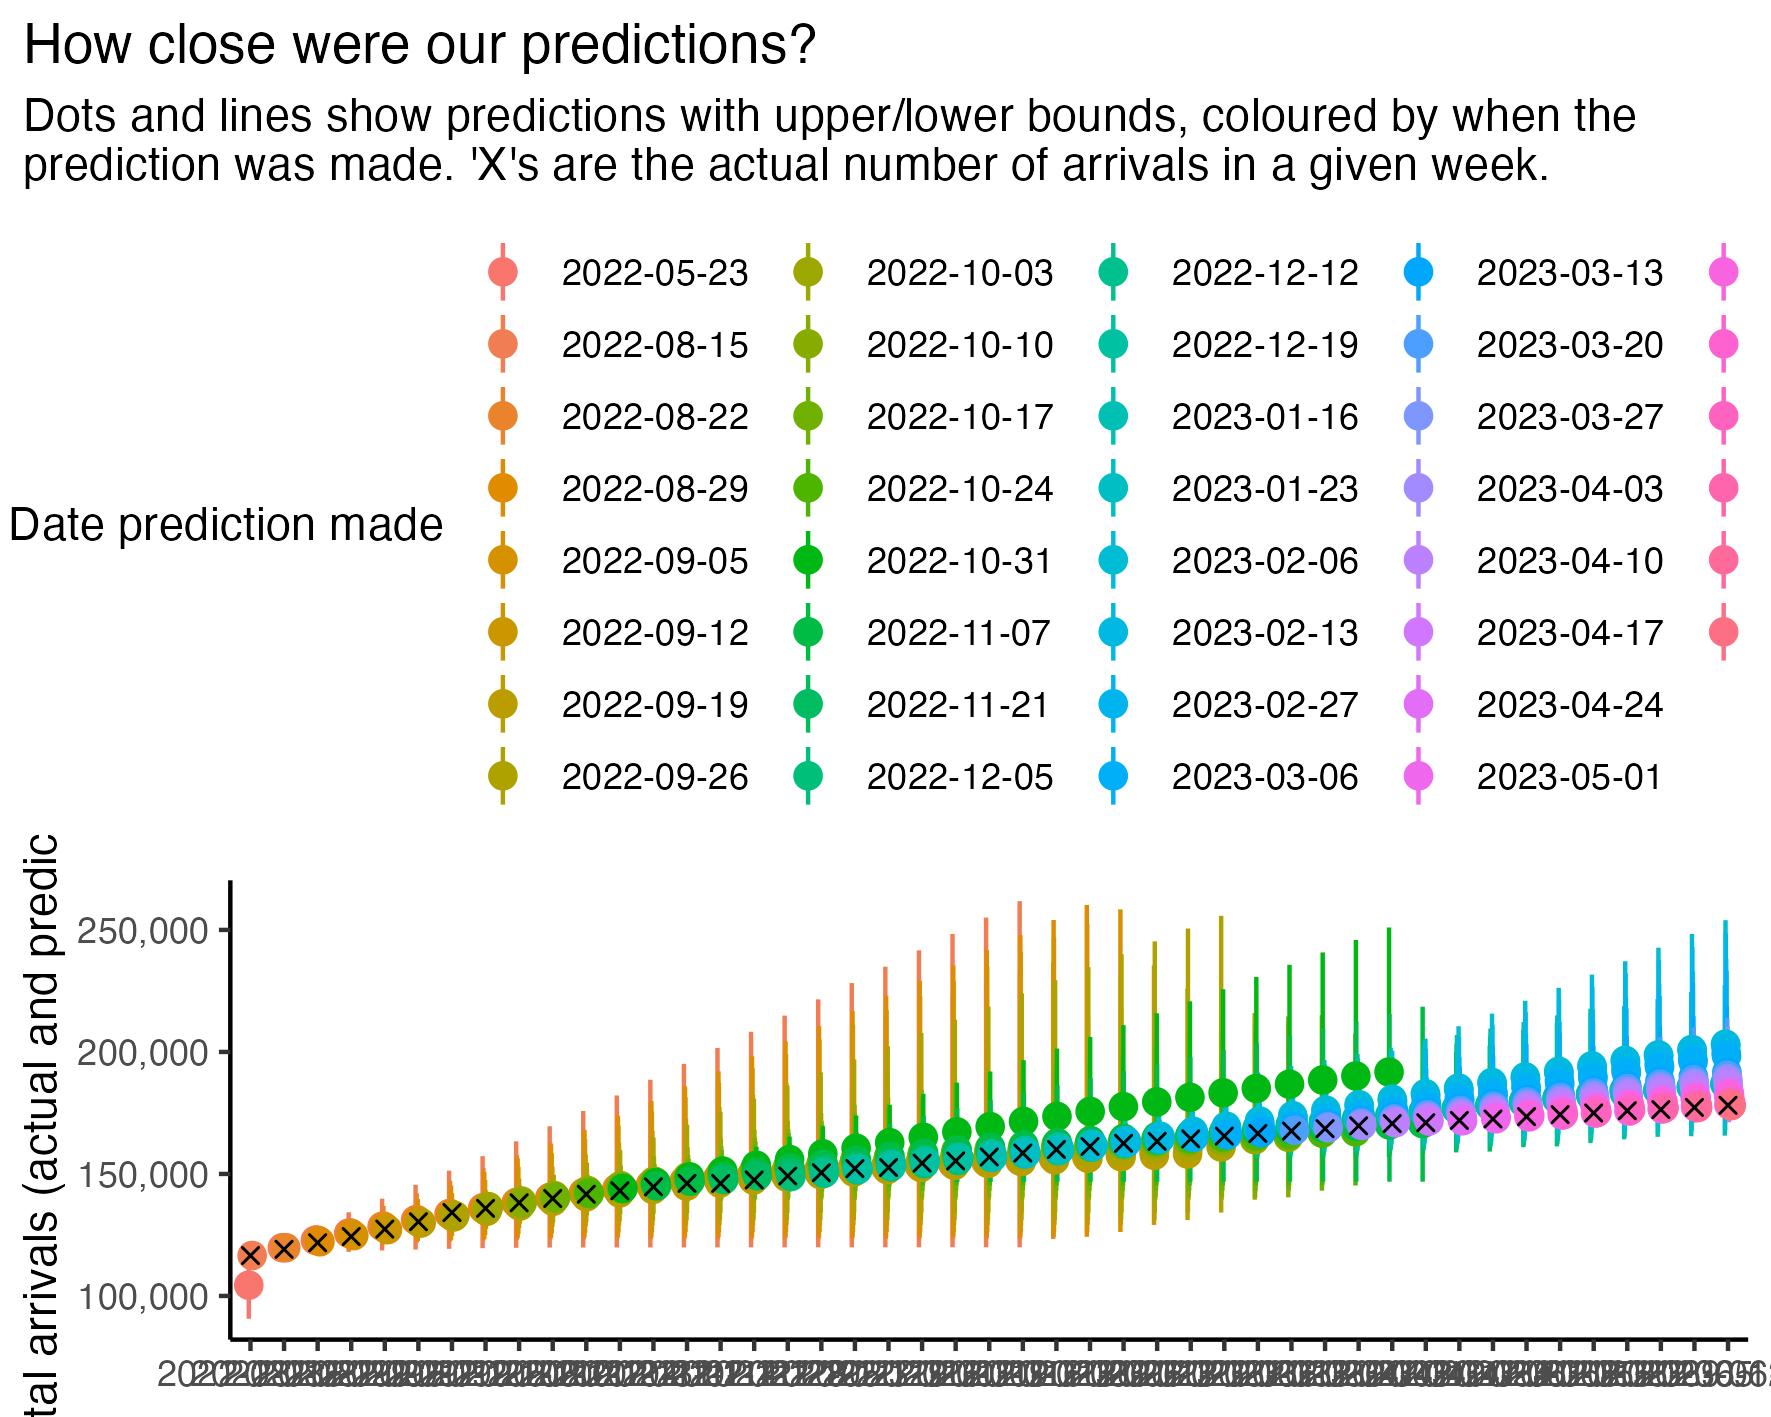 How close were our predictions?
Dots and lines show predictions with upper/lower bounds, coloured by when the
prediction was made. 'X's are the actual number of arrivals in a given week.
2022-05-23 2022-10-03 2022-12-12 2023-03-13
2022-08-15 2022-10-10 2022-12-19 2023-03-20
2022-08-22 2022-10-17 2023-01-16 2023-03-27
2022-08-29 2022-10-24 2023-01-23 2023-04-03
Date prediction made
2022-09-05 2022-10-31 2023-02-06 2023-04-10
2022-09-12 2022-11-07 2023-02-13 2023-04-17
2022-09-19 2022-11-21 2023-02-27 2023-04-24
2022-09-26 2022-12-05 2023-03-06 2023-05-01
tal arrivals (actual and predic
250,000
200,000
150,000
100,000